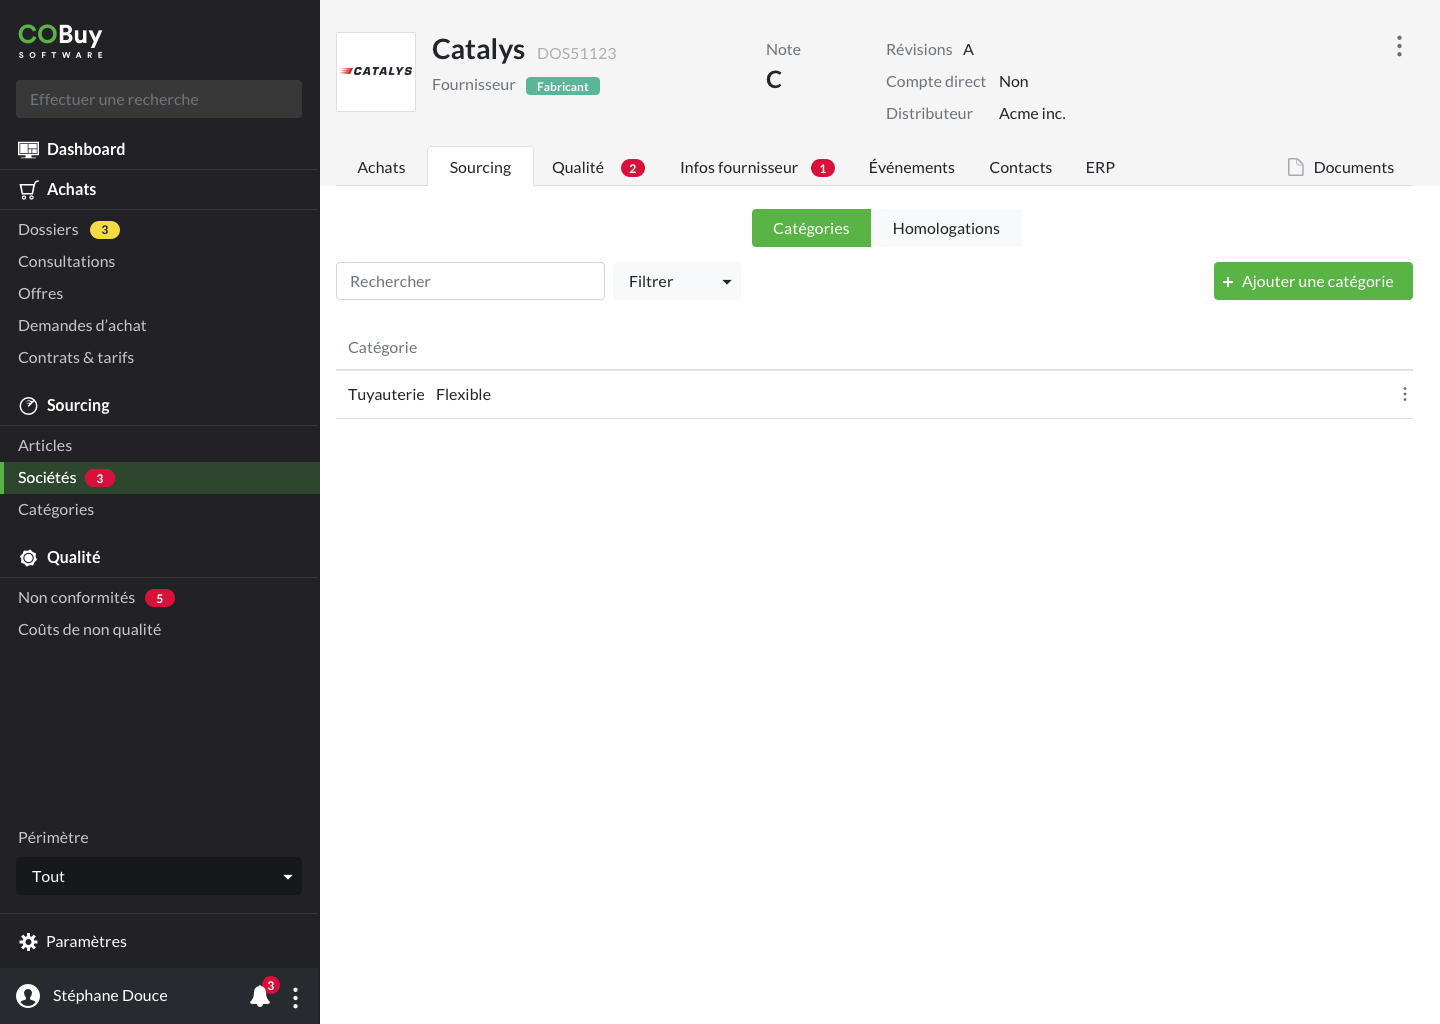 COBuy
SOFTWARE
Effectuer une recherche
Dashboard
Achats
Dossiers 3
Consultations
Offres
Demandes d’achat
Contrats & tarifs
Sourcing
Articles
Sociétés 3
Catégories
Qualité
Non conformités 5
Coûts de non qualité
Périmètre
Tout
Paramètres
Stéphane Douce 3
CATALYS
Catalys DOS51123
Fournisseur Fabricant
Note
C
Révisions A
Compte direct Non
Distributeur Acme inc.
Achats Sourcing Qualité 2 Infos fournisseur 1 Événements Contacts ERP Documents
Catégories Homologations
Rechercher Filtrer + Ajouter une catégorie
Catégorie
Tuyauterie Flexible